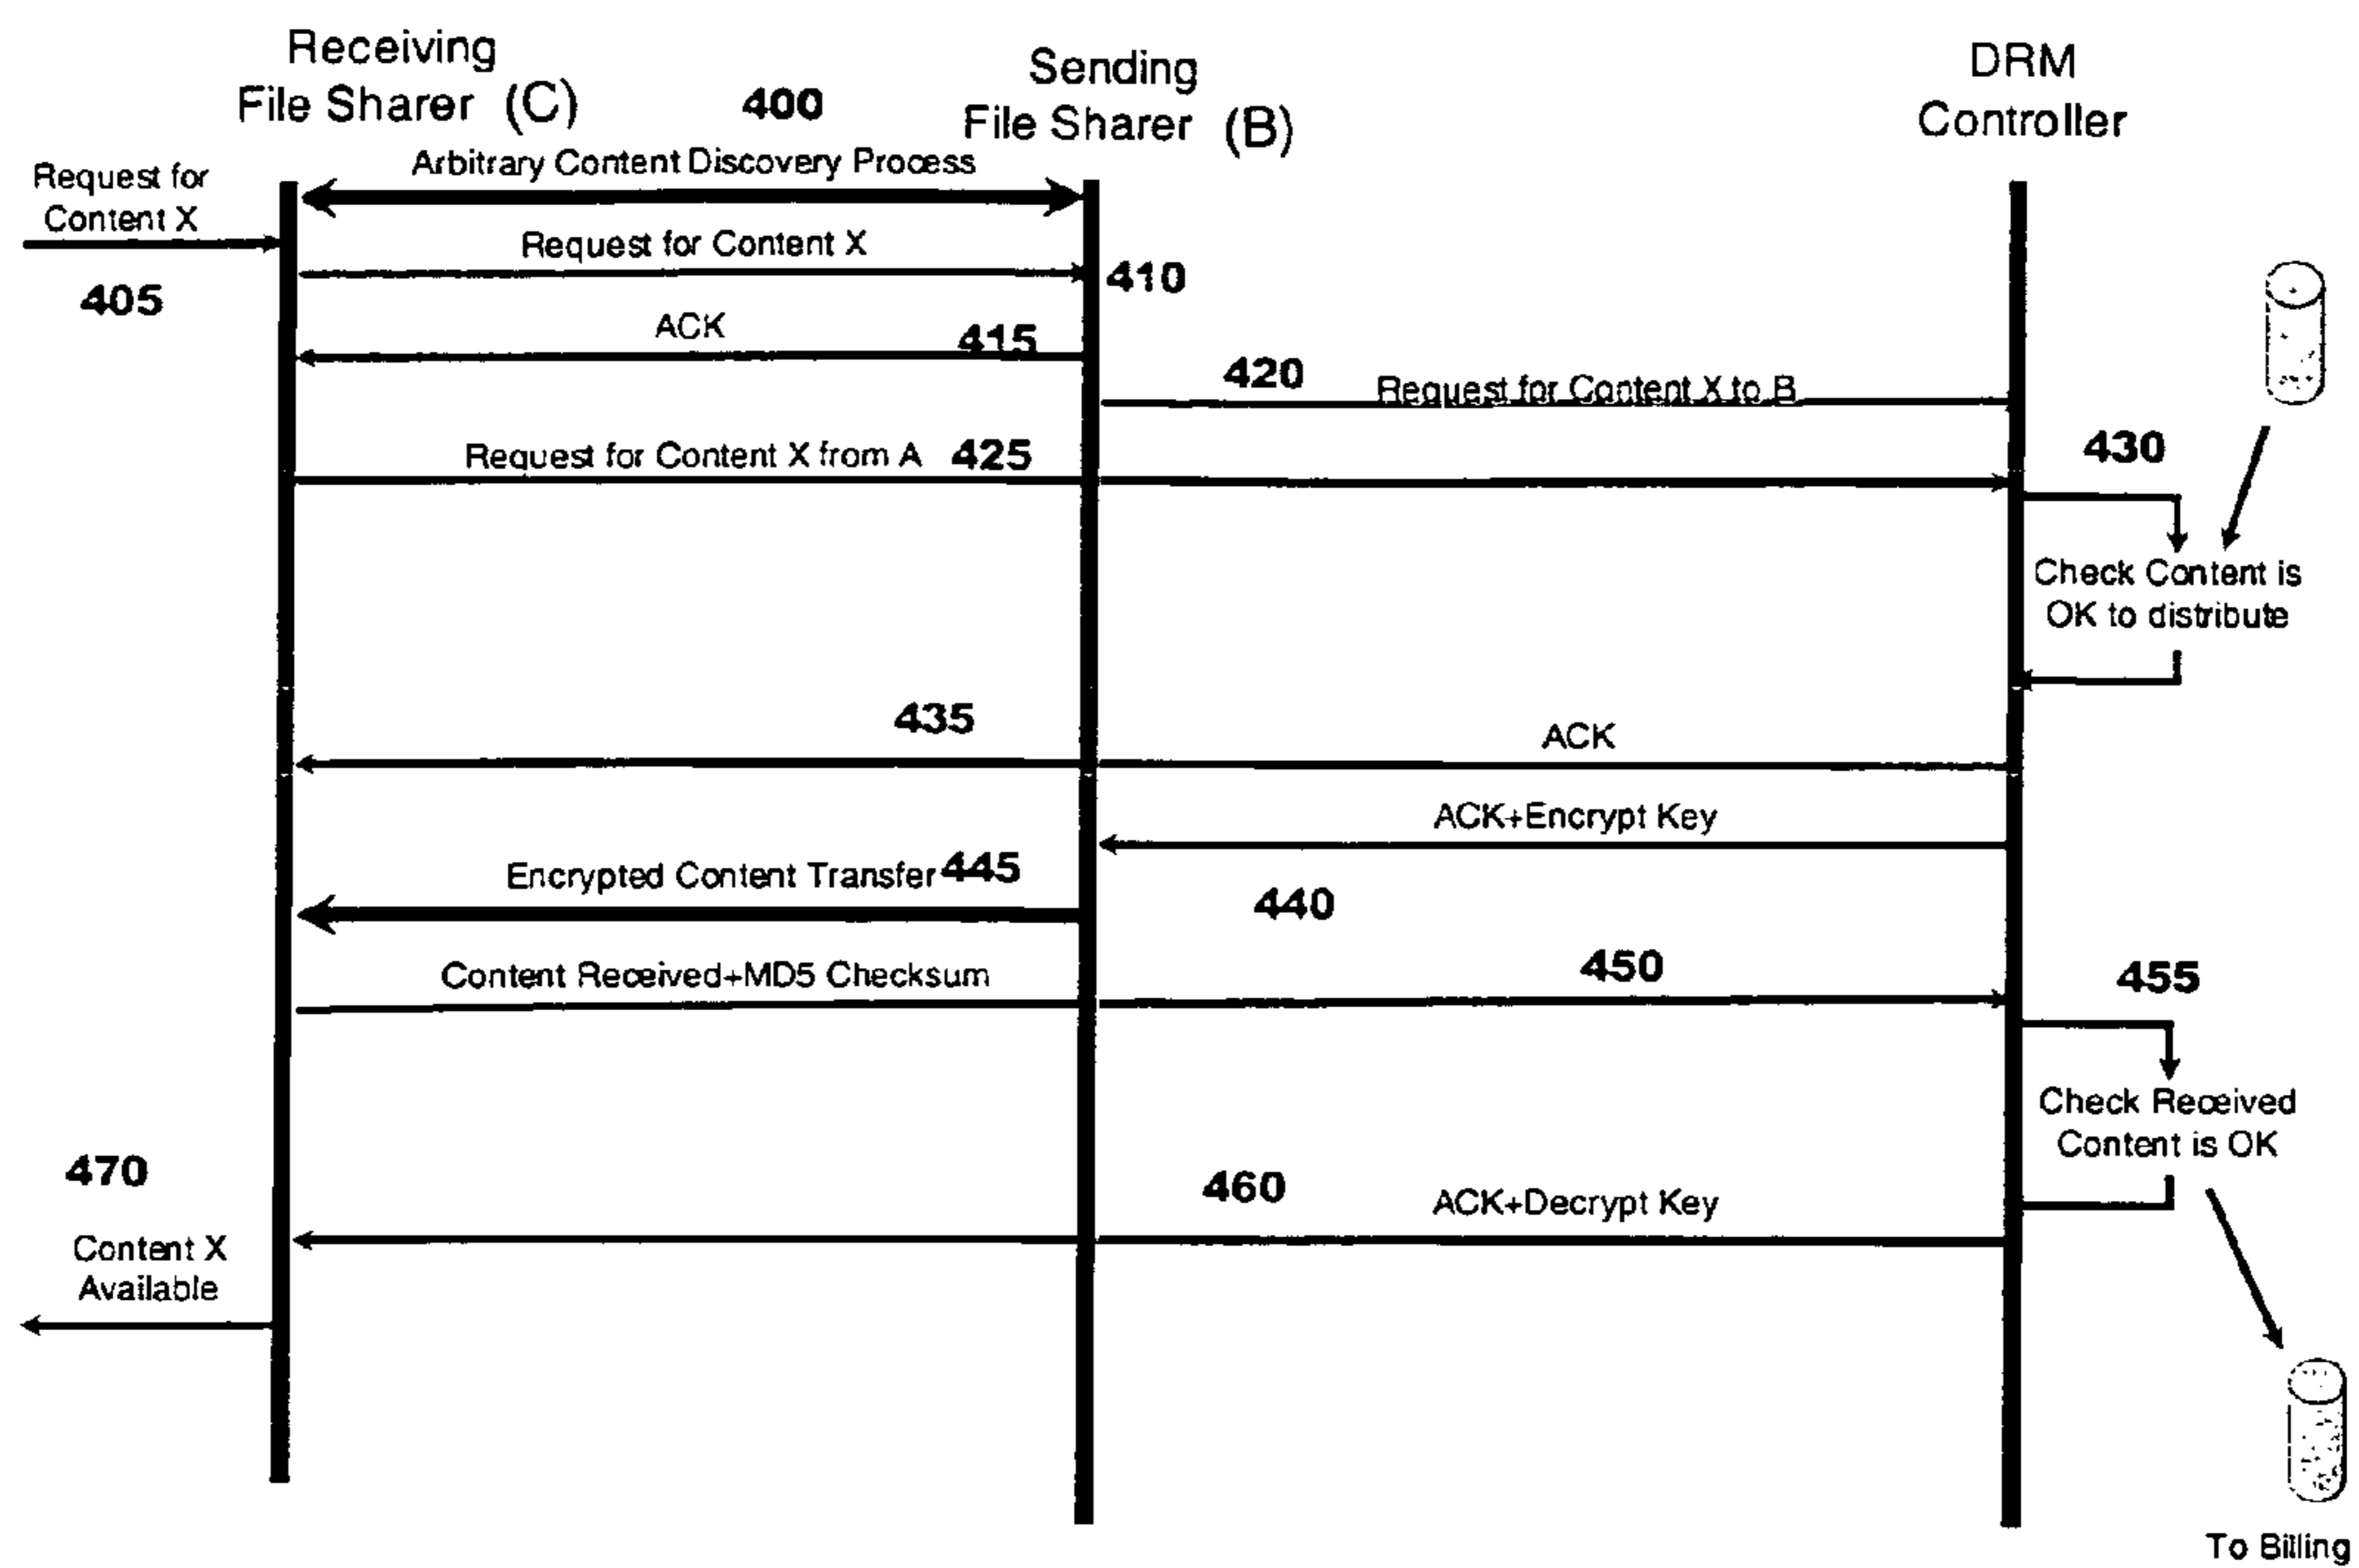 Receiving
File Sharer (C)
400
Sending
File Sharer (B)
DRM
Controller
Arbitrary Content Discovery Process
Request for
Content X
405
Request for Content X
410
ACK
415
420
Request for Content X to B
Request for Content X from A
425
430
Check Content is
OK to distribute
435
ACK
ACK+Encrypt Key
Encrypted Content Transfer
445
440
Content Received+MD5 Checksum
450
455
Check Received
Content is OK
470
460
ACK+Decrypt Key
Content X
Available
To Billing